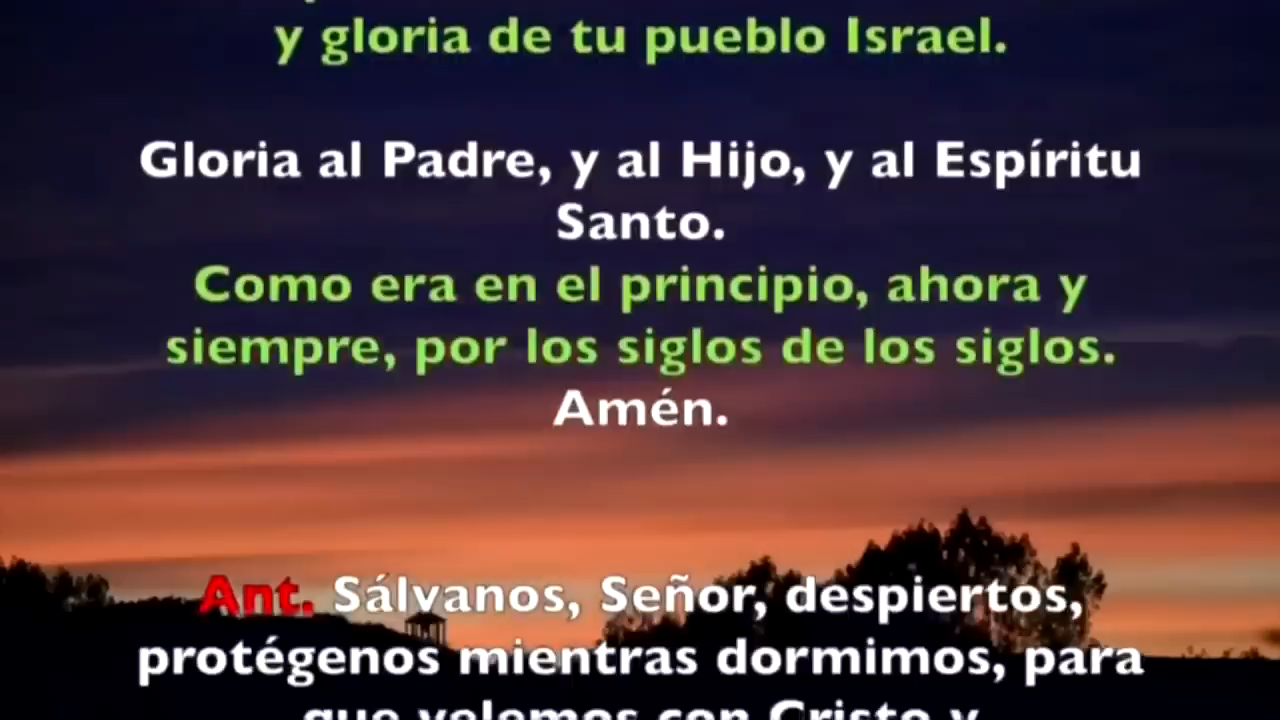 y gloria de tu pueblo Israel.
Gloria al Padre, y al Hijo, y al Espíritu
Santo.
Como era en el principio, ahora y
siempre, por los siglos de los siglos.
Amén.
Ant. Sálvanos, Señor, despiertos,
protégenos mientras dormimos, para
que velemos con Cristo y